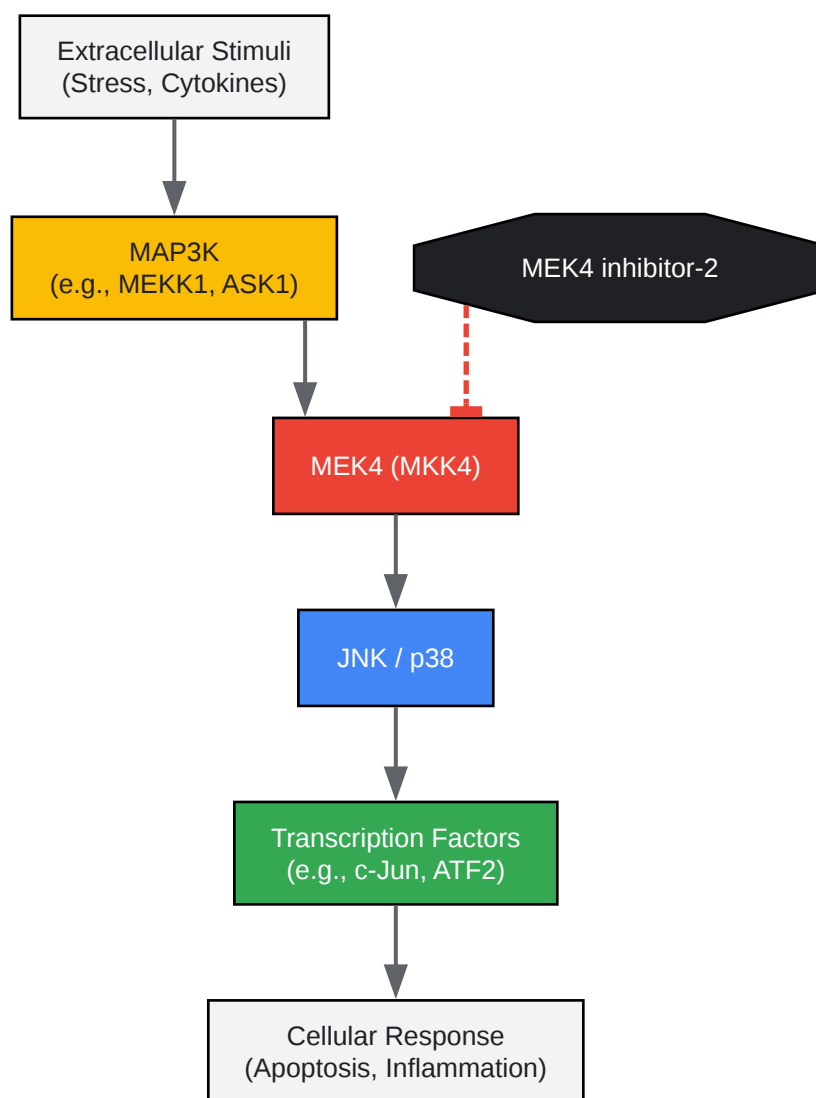 Extracellular Stimuli
(Stress, Cytokines)
MAP3K
(e.g., MEKK1, ASK1)
MEK4 inhibitor-2
MEK4 (MKK4)
JNK / p38
Transcription Factors
(e.g., c-Jun, ATF2)
Cellular Response
(Apoptosis, Inflammation)